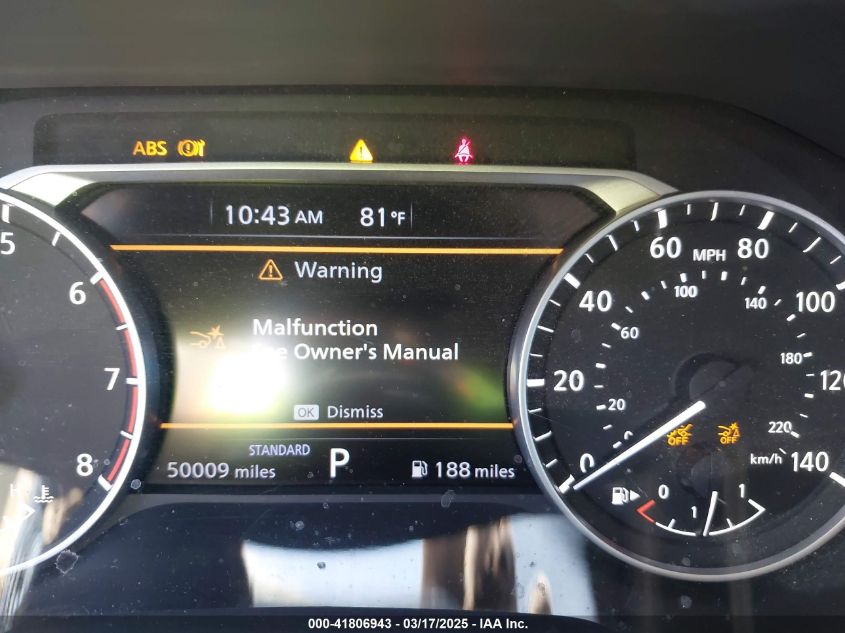 ABS
10:43 AM 81°F
Warning
Malfunction
Owner's Manual
OK Dismiss
STANDARD
50009 miles P 188 miles
5
6
7
8
H
MPH
0 20 40 60 80 100 120 140
20 60 100 140 180 220
km/h
OFF OFF
0 1 1
000-41806943 - 03/17/2025 - IAA Inc.